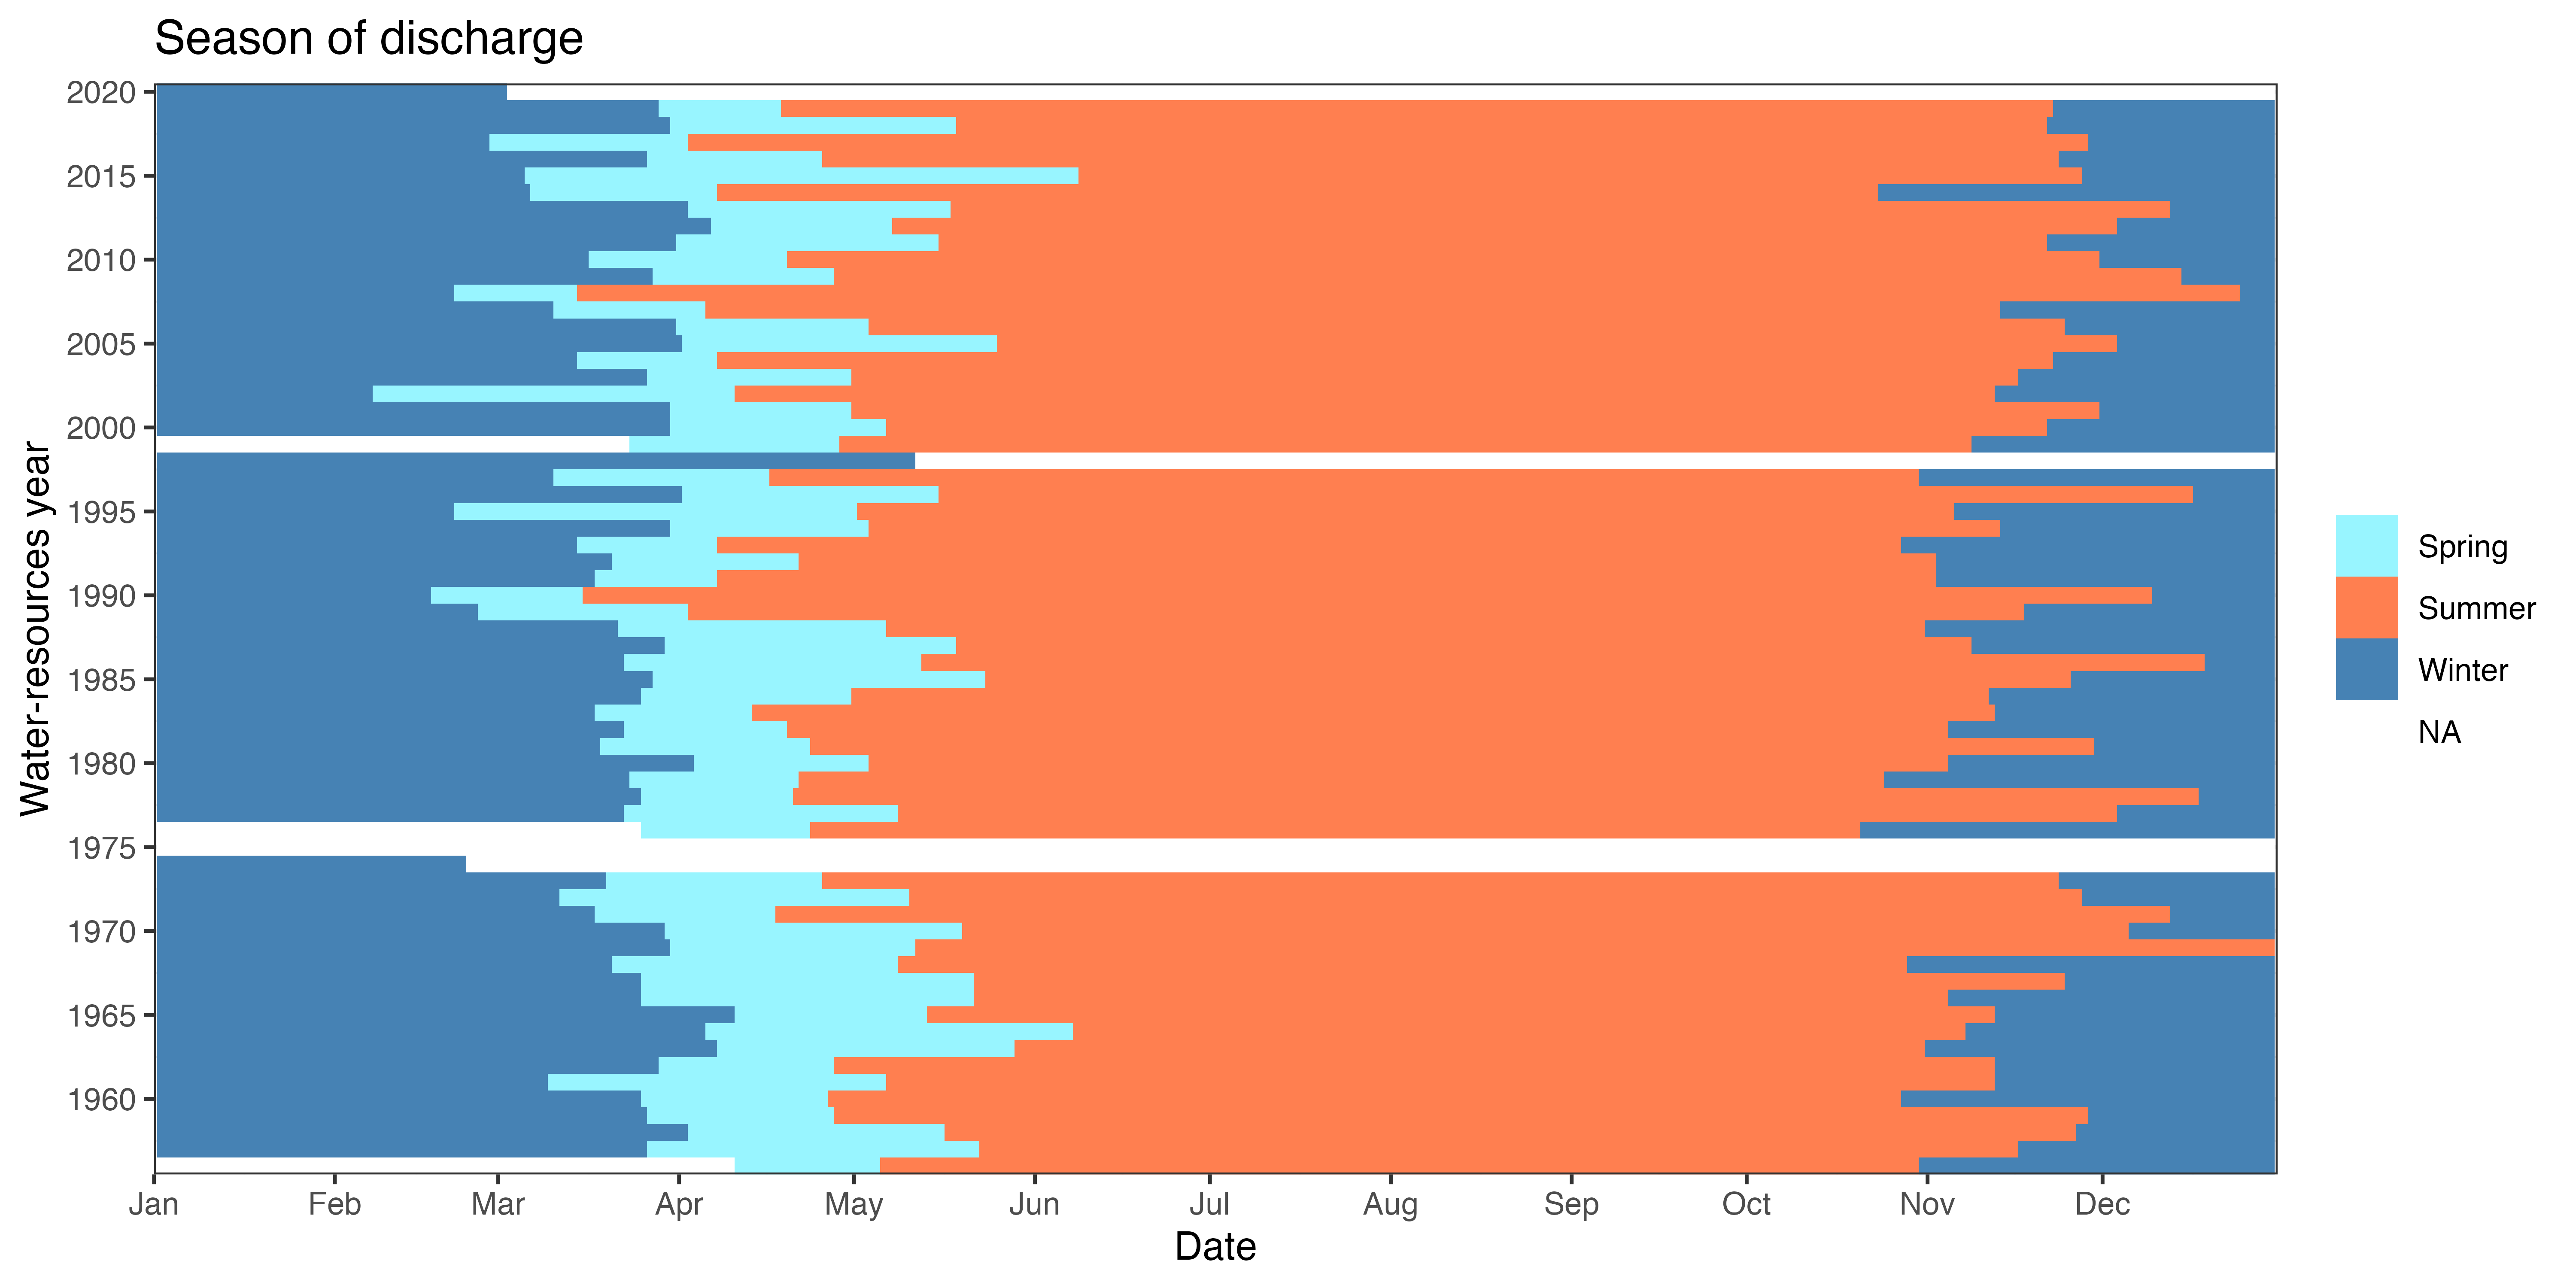 Season of discharge
2020
2015
2010
2005
2000
1995
1990
1985
1980
1975
1970
1965
1960
Water-resources year
Jan Feb Mar Apr May Jun Jul Aug Sep Oct Nov Dec
Date
Spring
Summer
Winter
NA